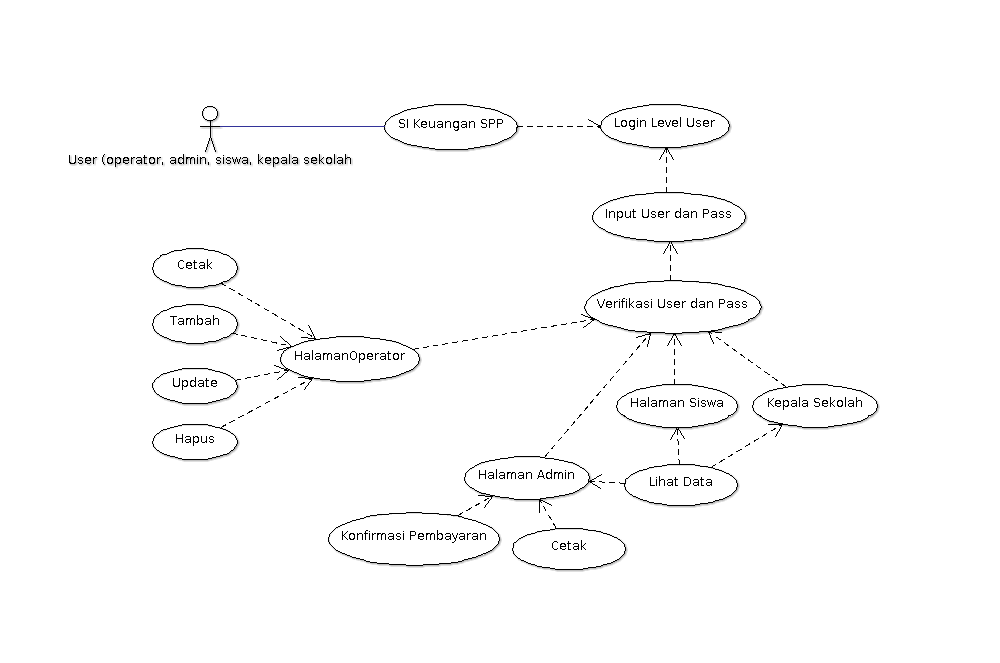 SI Keuangan SPP
Login Level User
User (operator, admin, siswa, kepala sekolah
Input User dan Pass
Cetak
Verifikasi User dan Pass
Tambah
HalamanOperator
Update
Halaman Siswa
Kepala Sekolah
Hapus
Halaman Admin
Lihat Data
Konfirmasi Pembayaran
Cetak